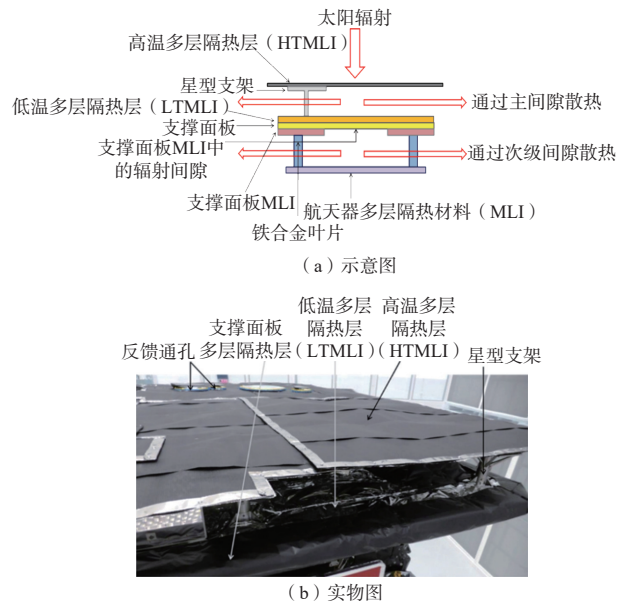 太阳辐射
高温多层隔热层（HTMLI）
星型支架
低温多层隔热层（LTMLI）
通过主间隙散热
支撑面板
支撑面板MLI中
的辐射间隙
通过次级间隙散热
支撑面板MLI
航天器多层隔热材料（MLI）
铁合金叶片
（a）示意图
低温多层 高温多层
支撑面板 隔热层 隔热层
反馈通孔 多层隔热层（LTMLI）（HTMLI） 星型支架
（b）实物图